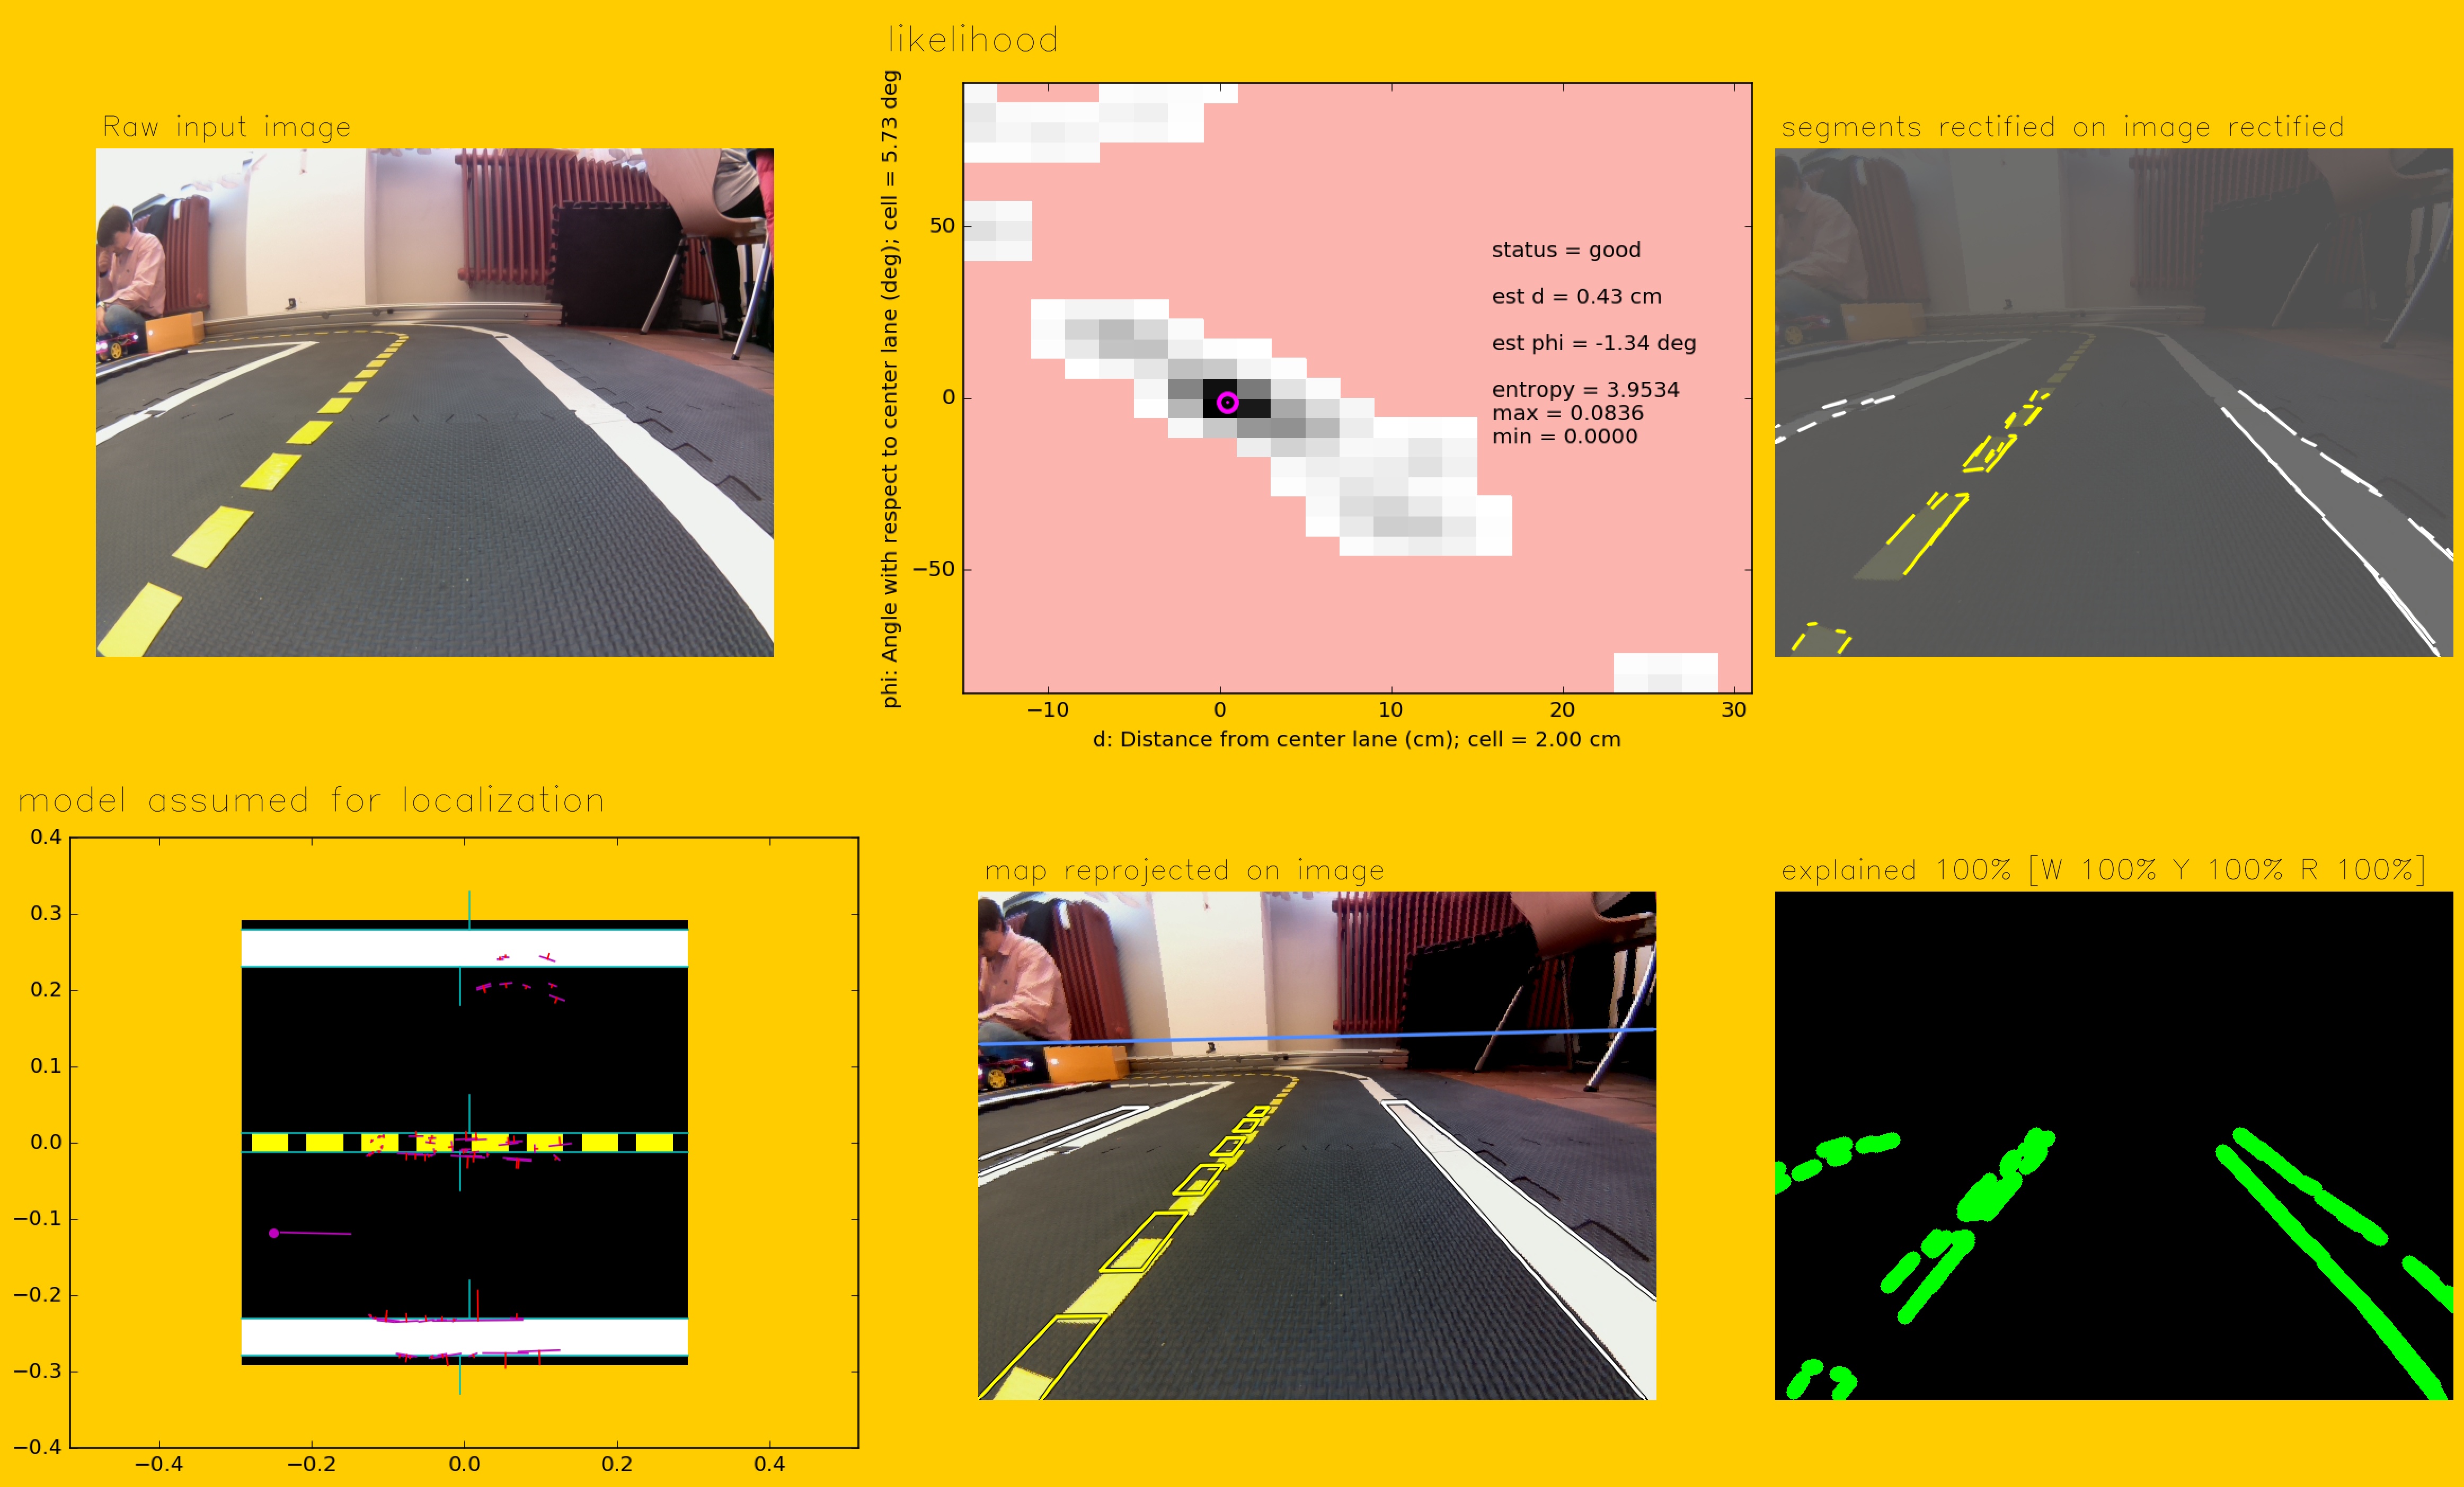 likelihood
Raw input image
segments rectified on image rectified
phi: Angle with respect to center lane (deg); cell = 5.73 deg
50
0
−50
status = good
est d = 0.43 cm
est phi = -1.34 deg
entropy = 3.9534
max = 0.0836
min = 0.0000
−10 0 10 20 30
d: Distance from center lane (cm); cell = 2.00 cm
model assumed for localization
0.4
0.3
0.2
0.1
0.0
−0.1
−0.2
−0.3
−0.4
−0.4 −0.2 0.0 0.2 0.4
map reprojected on image
explained 100% [W 100% Y 100% R 100%]